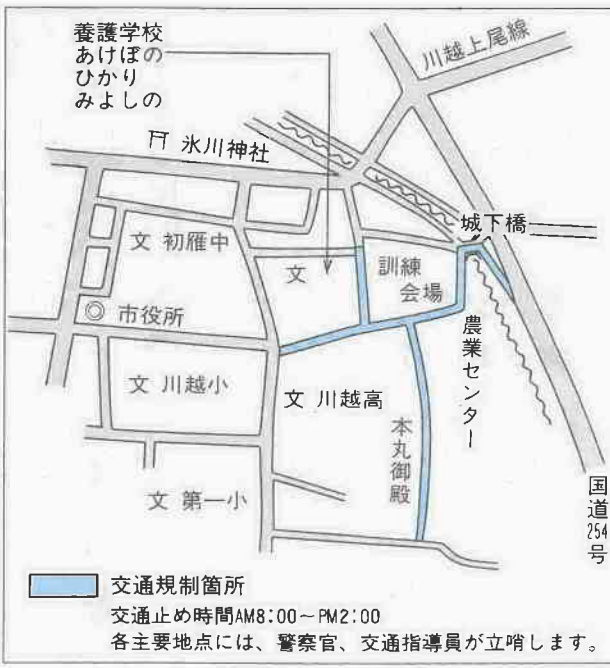 養護学校
あけぼの
ひかり
みよしの
川越上尾線
氷川神社
城下橋
文 初雁中
文
訓練
会場
市役所
農業センター
文 川越小
文 川越高
本丸御殿
文 第一小
国道254号
交通規制箇所
交通止め時間AM8:00～PM2:00
各主要地点には、警察官、交通指導員が立哨します。